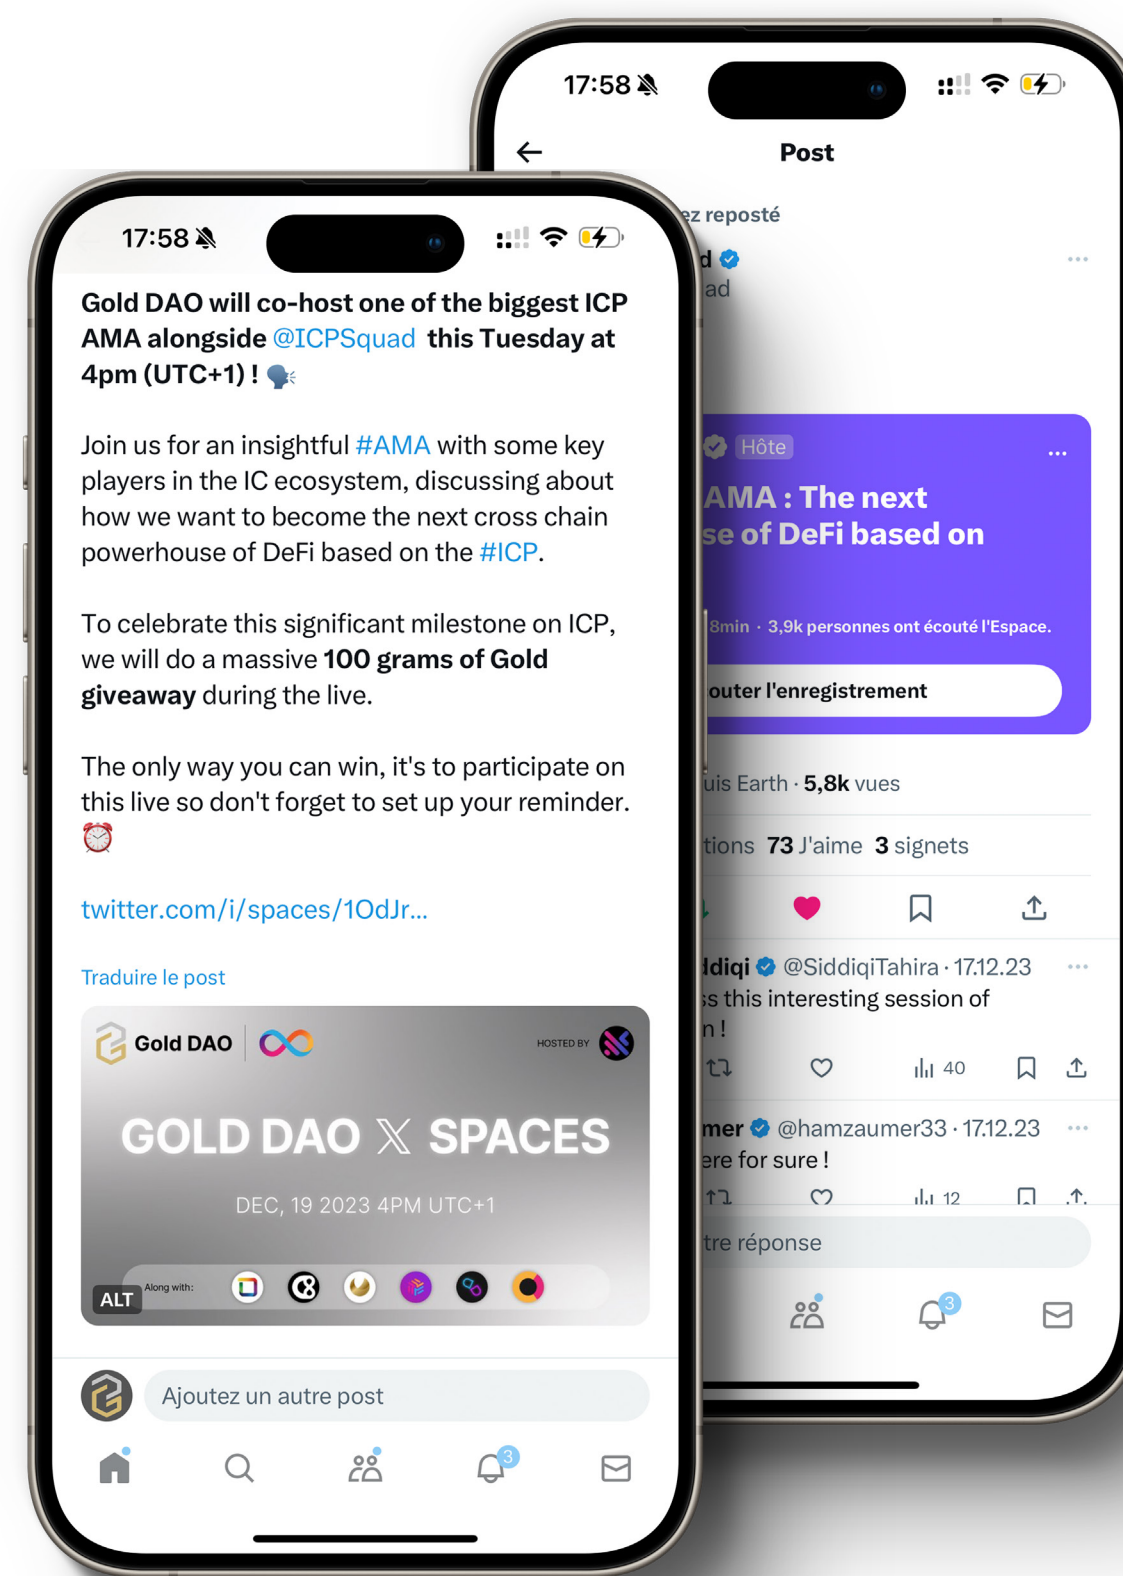 17:58
Gold DAO will co-host one of the biggest ICP
AMA alongside @ICPSquad this Tuesday at
4pm (UTC+1) ! 🗣️
Join us for an insightful #AMA with some key
players in the IC ecosystem, discussing about
how we want to become the next cross chain
powerhouse of DeFi based on the #ICP.
To celebrate this significant milestone on ICP,
we will do a massive 100 grams of Gold
giveaway during the live.
The only way you can win, it's to participate on
this live so don't forget to set up your reminder.
⏰
twitter.com/i/spaces/1OdJr...
Traduire le post
Gold DAO
HOSTED BY
GOLD DAO X SPACES
DEC, 19 2023 4PM UTC+1
Along with:
ALT
Ajoutez un autre post
3
17:58
Post
ez reposté
d
ad
Hôte
AMA : The next
se of DeFi based on
8min · 3,9k personnes ont écouté l'Espace.
outer l'enregistrement
uis Earth · 5,8k vues
tions 73 J'aime 3 signets
ddiqi @SiddiqiTahira · 17.12.23
ss this interesting session of
n !
40
mer @hamzaumer33 · 17.12.23
ere for sure !
12
tre réponse
3